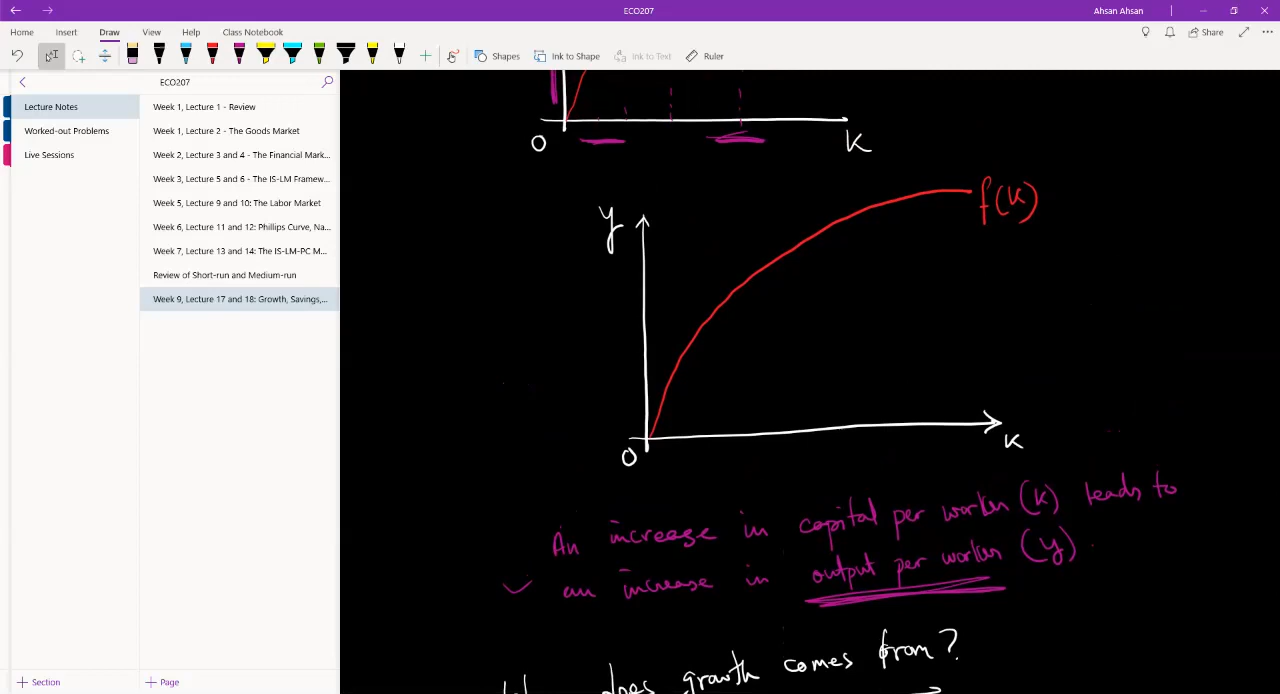 ECO207
Ahsan Ahsan
Home Insert Draw View Help Class Notebook
Share
Shapes Ink to Shape Ink to Text Ruler
ECO207
Lecture Notes
Worked-out Problems
Live Sessions
Week 1, Lecture 1 - Review
Week 1, Lecture 2 - The Goods Market
Week 2, Lecture 3 and 4 - The Financial Mark...
Week 3, Lecture 5 and 6 - The IS-LM Framew...
Week 5, Lecture 9 and 10: The Labor Market
Week 6, Lecture 11 and 12: Phillips Curve, Na...
Week 7, Lecture 13 and 14: The IS-LM-PC M...
Review of Short-run and Medium-run
Week 9, Lecture 17 and 18: Growth, Savings,...
+ Section
+ Page
0 K
y
f(k)
0 k
An increase in capital per worker (k) leads to
an increase in output per worker (y).
does growth comes from?